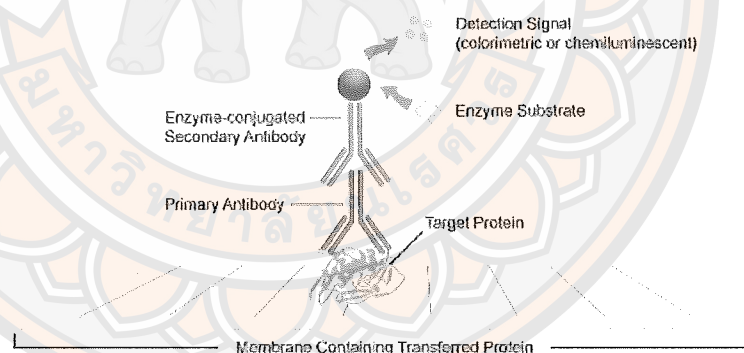 Detection Signal
(colorimetric or chemiluminescent)
Enzyme Substrate
Enzyme-conjugated
Secondary Antibody
Primary Antibody
Target Protein
Membrane Containing Transferred Protein